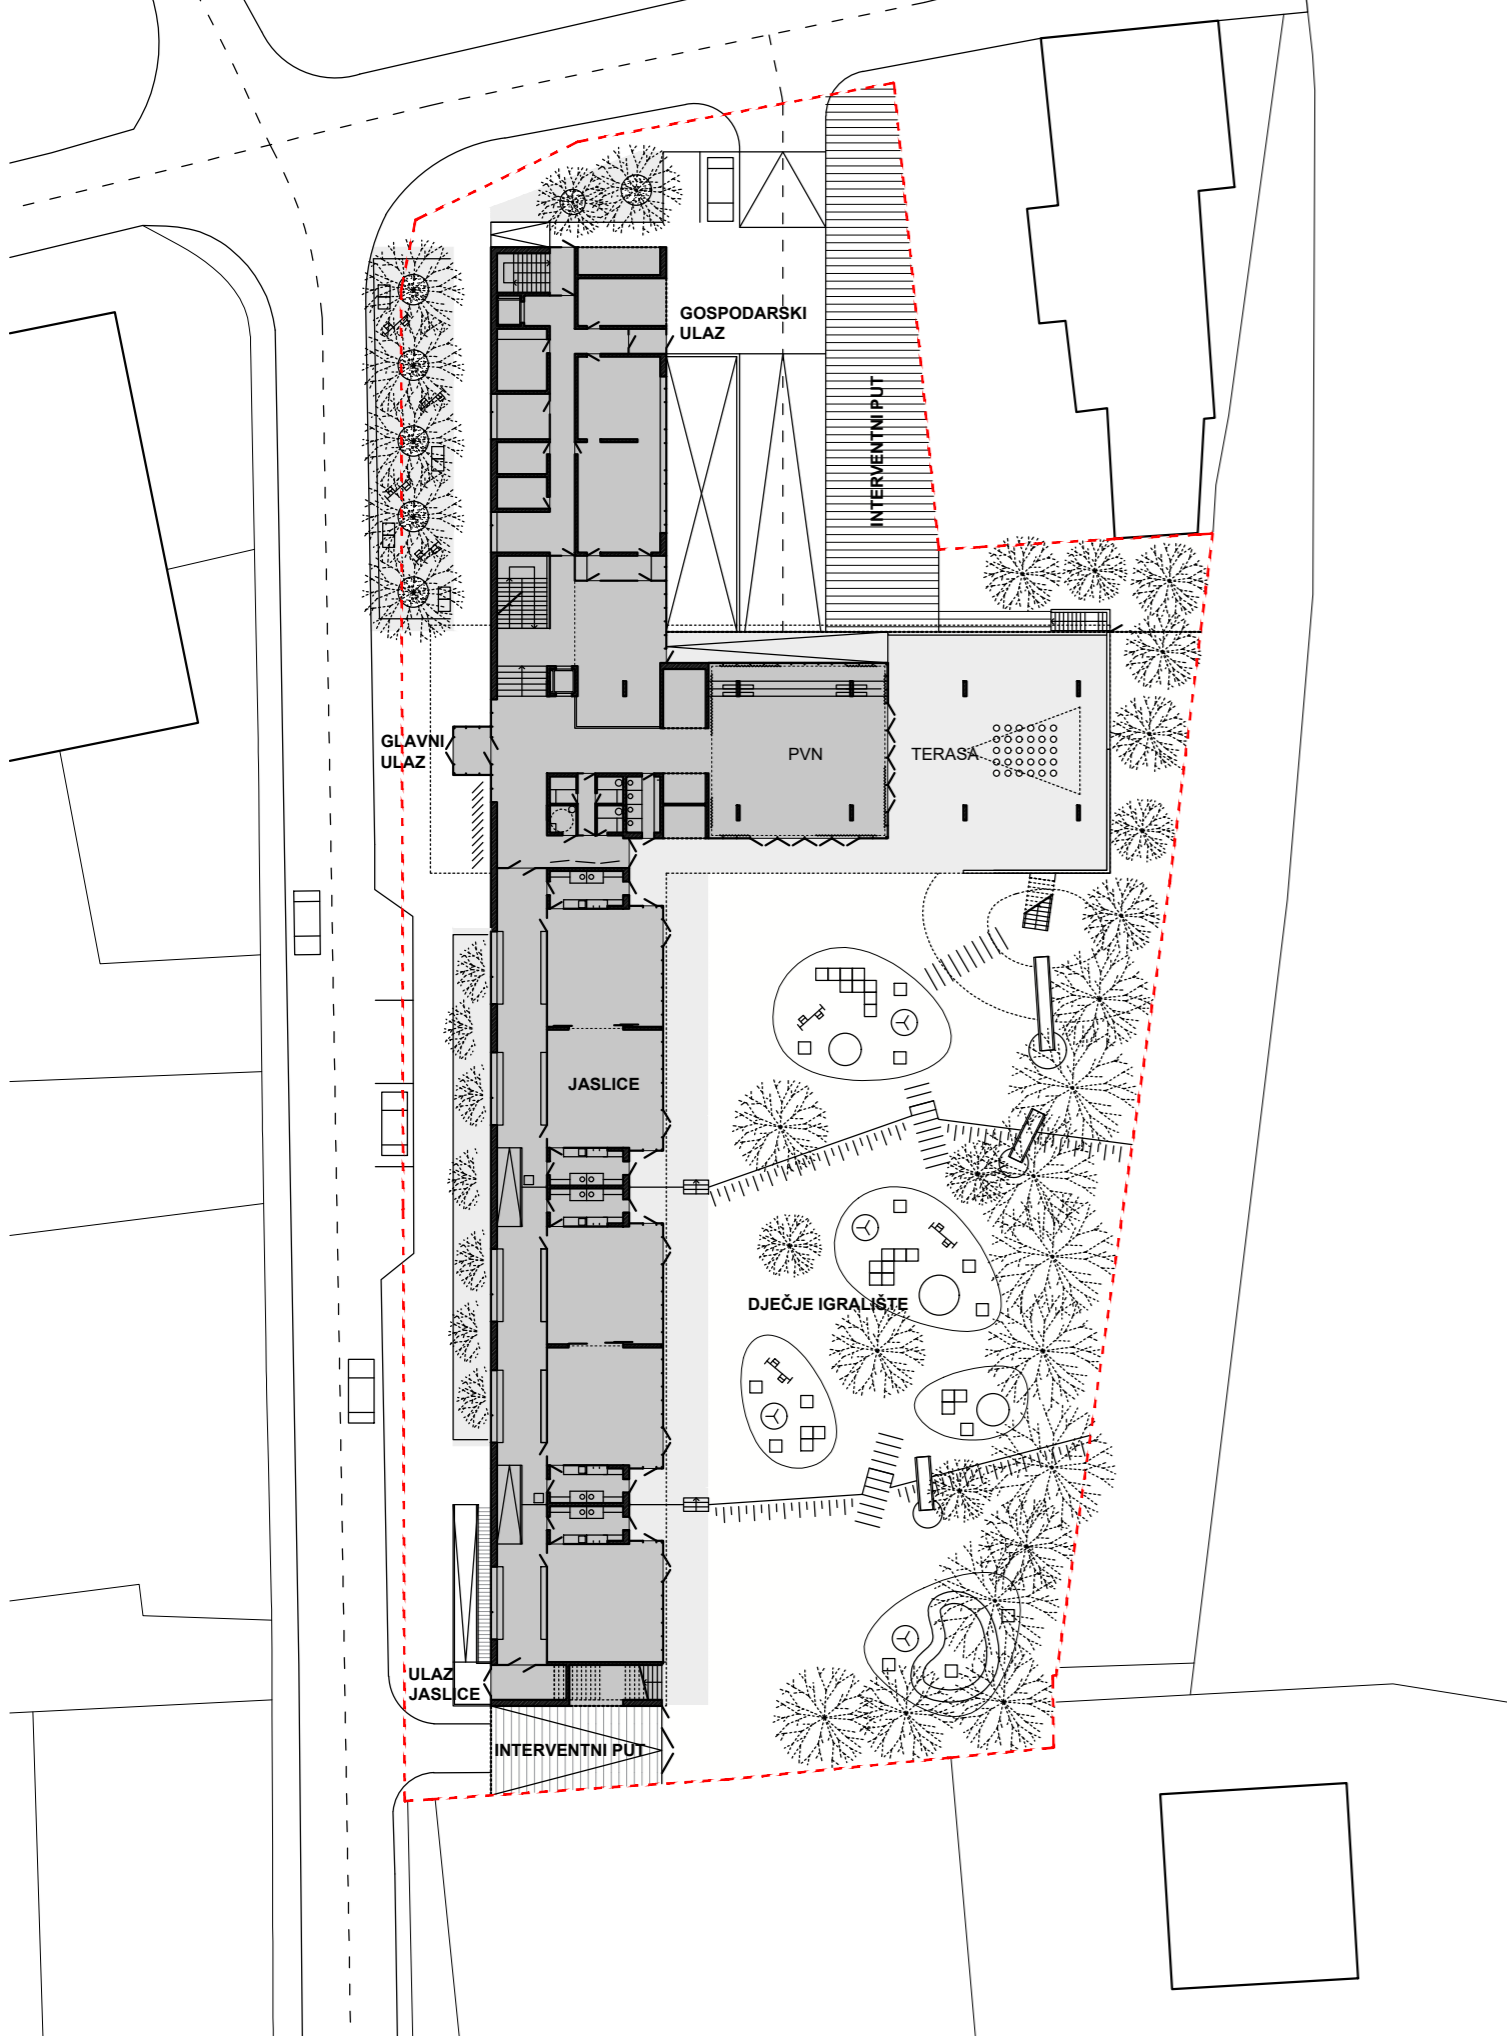 GOSPODARSKI
ULAZ
INTERVENTNI PUT
GLAVNI
ULAZ
PVN
TERASA
JASLICE
DJEČJE IGRALIŠTE
ULAZ
JASLICE
INTERVENTNI PUT